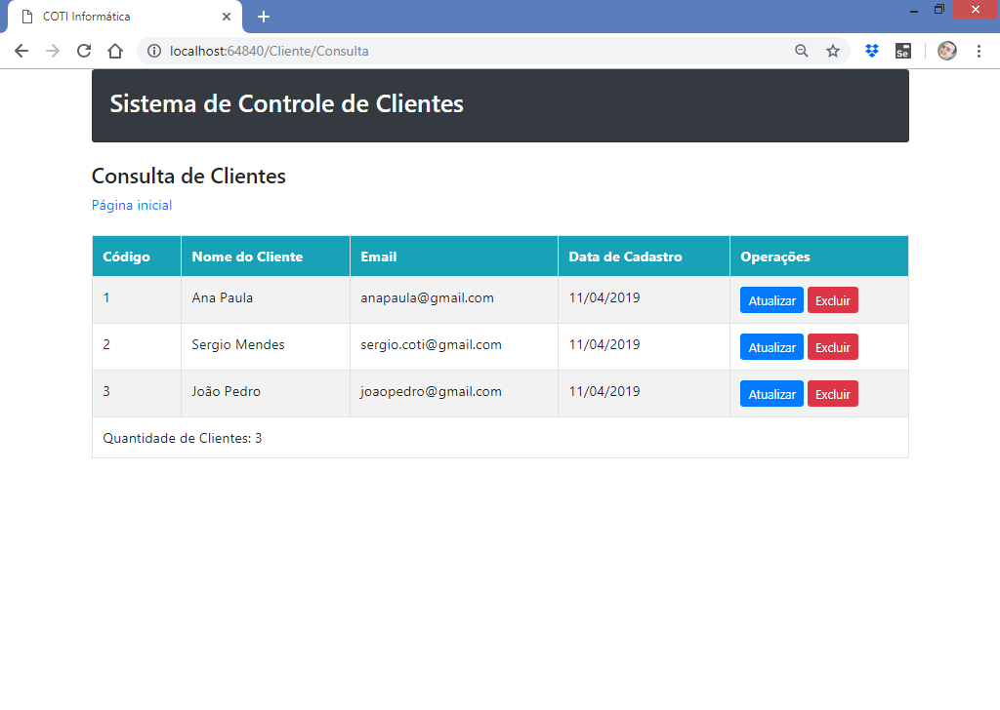 COTI Informática
localhost:64840/Cliente/Consulta
Se
Sistema de Controle de Clientes
Consulta de Clientes
Página inicial
Código Nome do Cliente Email Data de Cadastro Operações
1 Ana Paula anapaula@gmail.com 11/04/2019 Atualizar Excluir
2 Sergio Mendes sergio.coti@gmail.com 11/04/2019 Atualizar Excluir
3 João Pedro joaopedro@gmail.com 11/04/2019 Atualizar Excluir
Quantidade de Clientes: 3